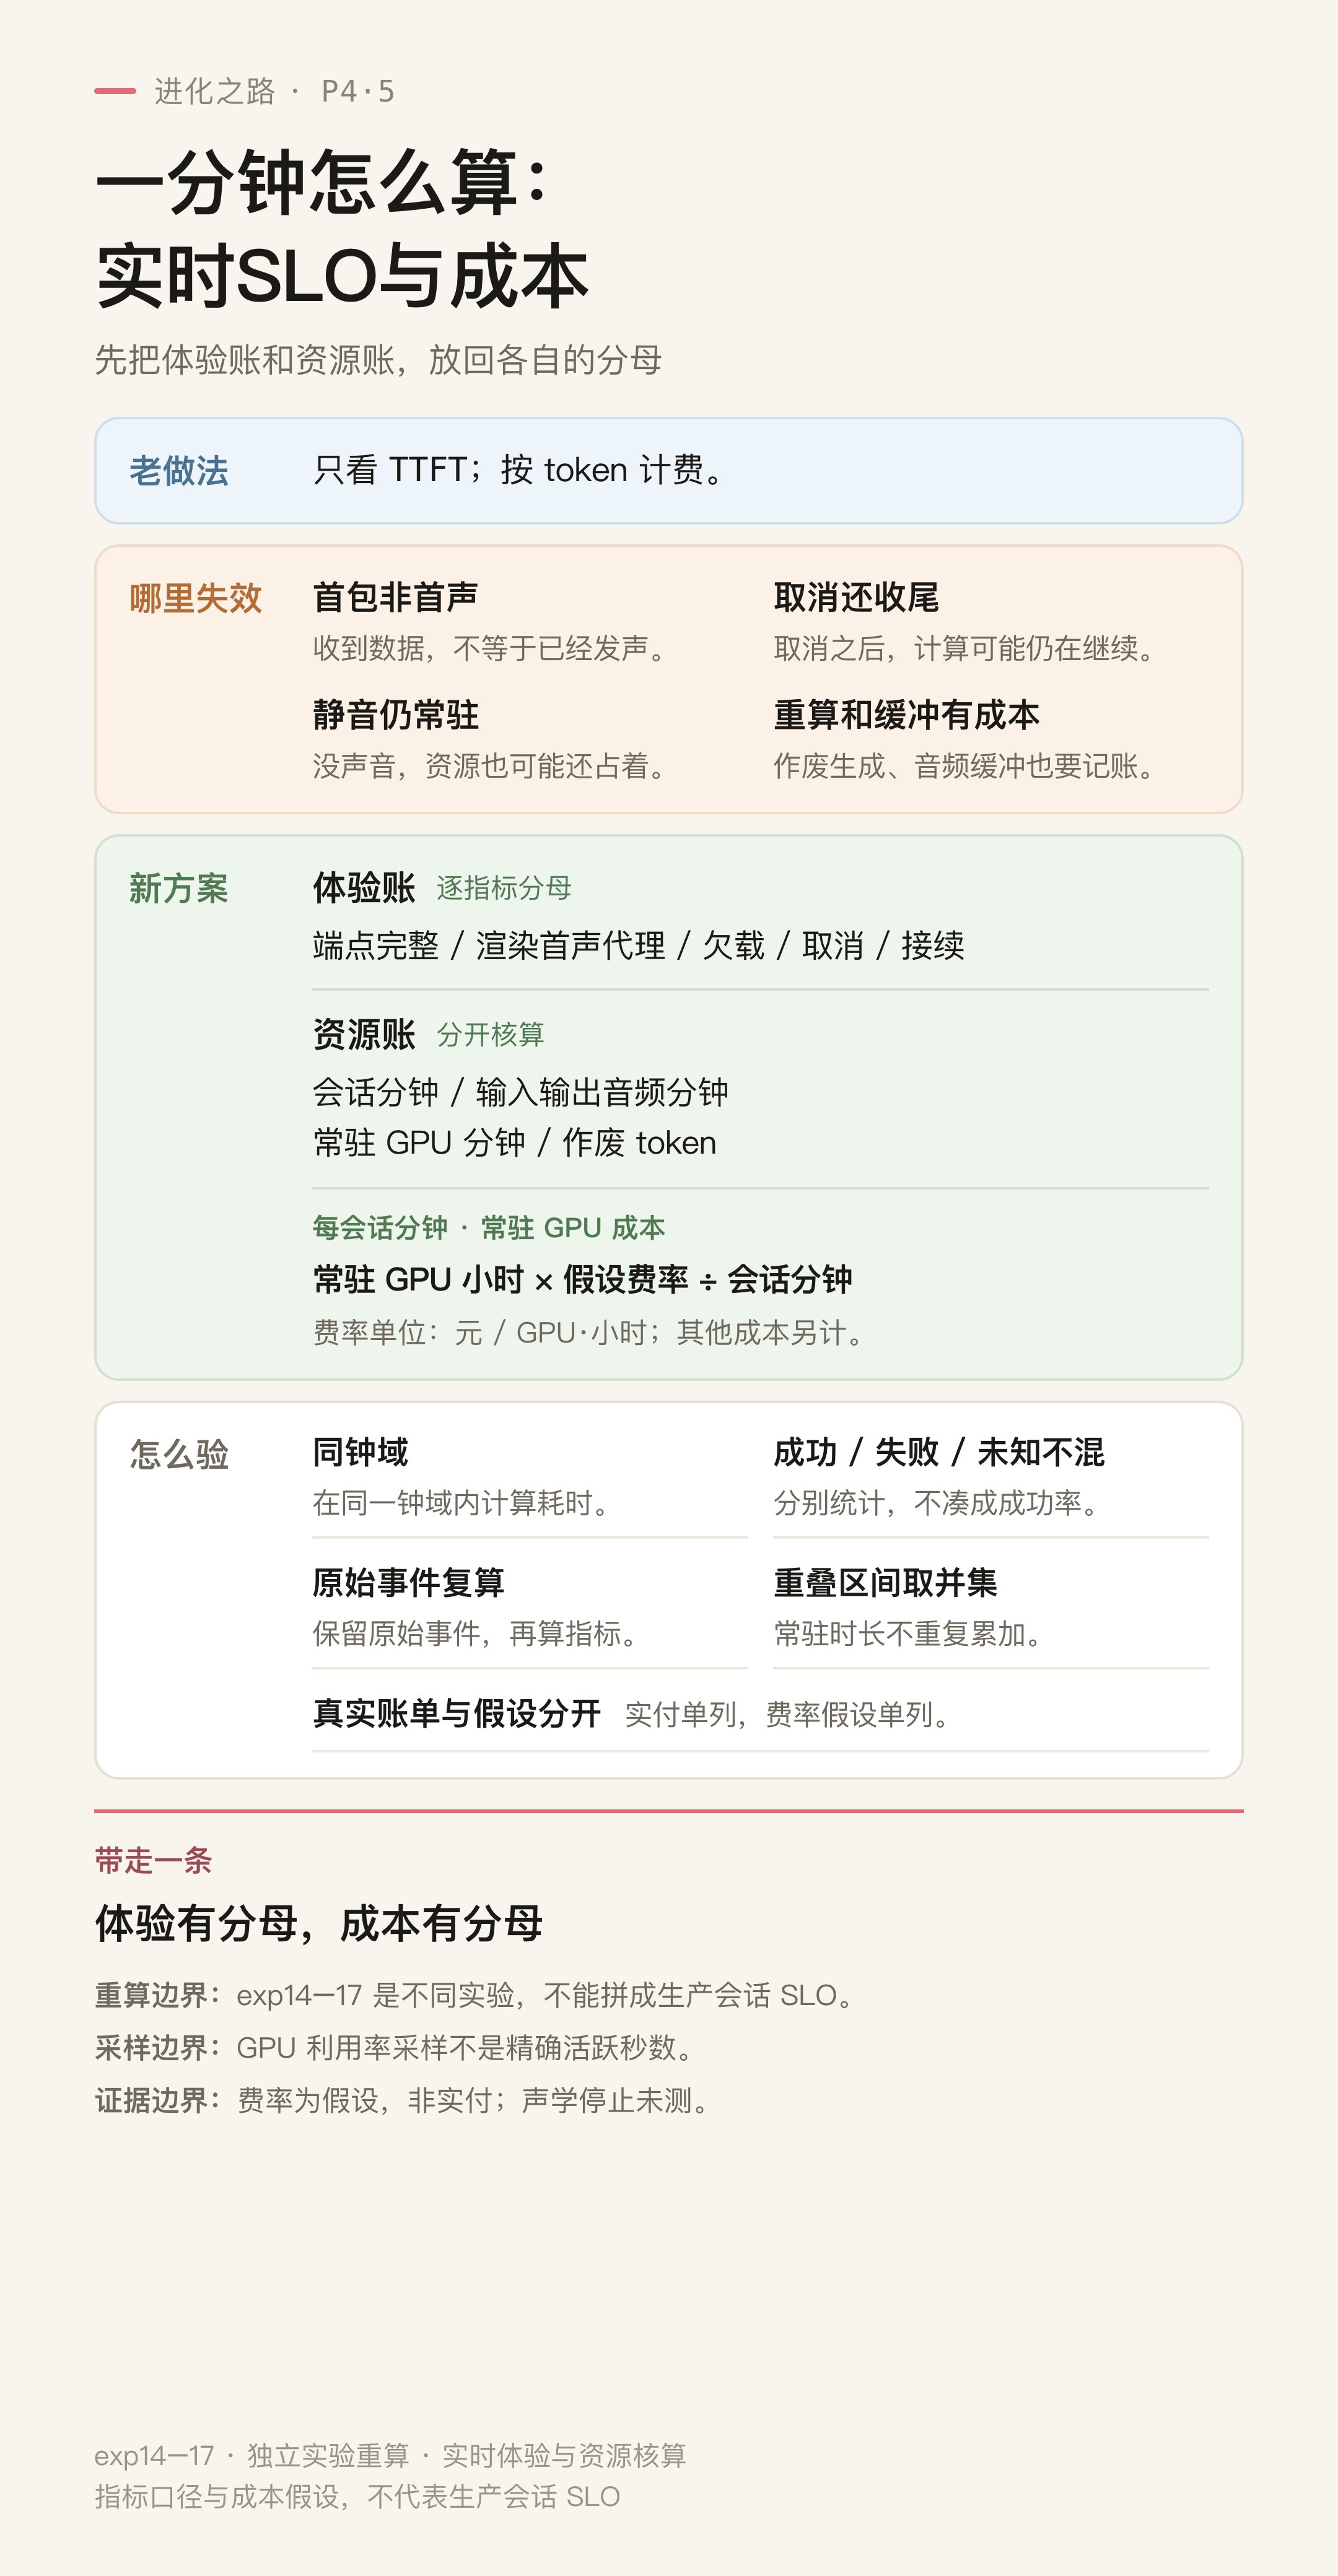 进化之路 · P4·5
一分钟怎么算：
实时SLO与成本
先把体验账和资源账，放回各自的分母
老做法
只看 TTFT；按 token 计费。
哪里失效
首包非首声
收到数据，不等于已经发声。
取消还收尾
取消之后，计算可能仍在继续。
静音仍常驻
没声音，资源也可能还占着。
重算和缓冲有成本
作废生成、音频缓冲也要记账。
新方案
体验账 逐指标分母
端点完整 / 渲染首声代理 / 欠载 / 取消 / 接续
资源账 分开核算
会话分钟 / 输入输出音频分钟
常驻 GPU 分钟 / 作废 token
每会话分钟 · 常驻 GPU 成本
常驻 GPU 小时 × 假设费率 ÷ 会话分钟
费率单位：元 / GPU·小时；其他成本另计。
怎么验
同钟域
在同一钟域内计算耗时。
成功 / 失败 / 未知不混
分别统计，不凑成成功率。
原始事件复算
保留原始事件，再算指标。
重叠区间取并集
常驻时长不重复累加。
真实账单与假设分开 实付单列，费率假设单列。
带走一条
体验有分母，成本有分母
重算边界：exp14—17 是不同实验，不能拼成生产会话 SLO。
采样边界：GPU 利用率采样不是精确活跃秒数。
证据边界：费率为假设，非实付；声学停止未测。
exp14—17 · 独立实验重算 · 实时体验与资源核算
指标口径与成本假设，不代表生产会话 SLO